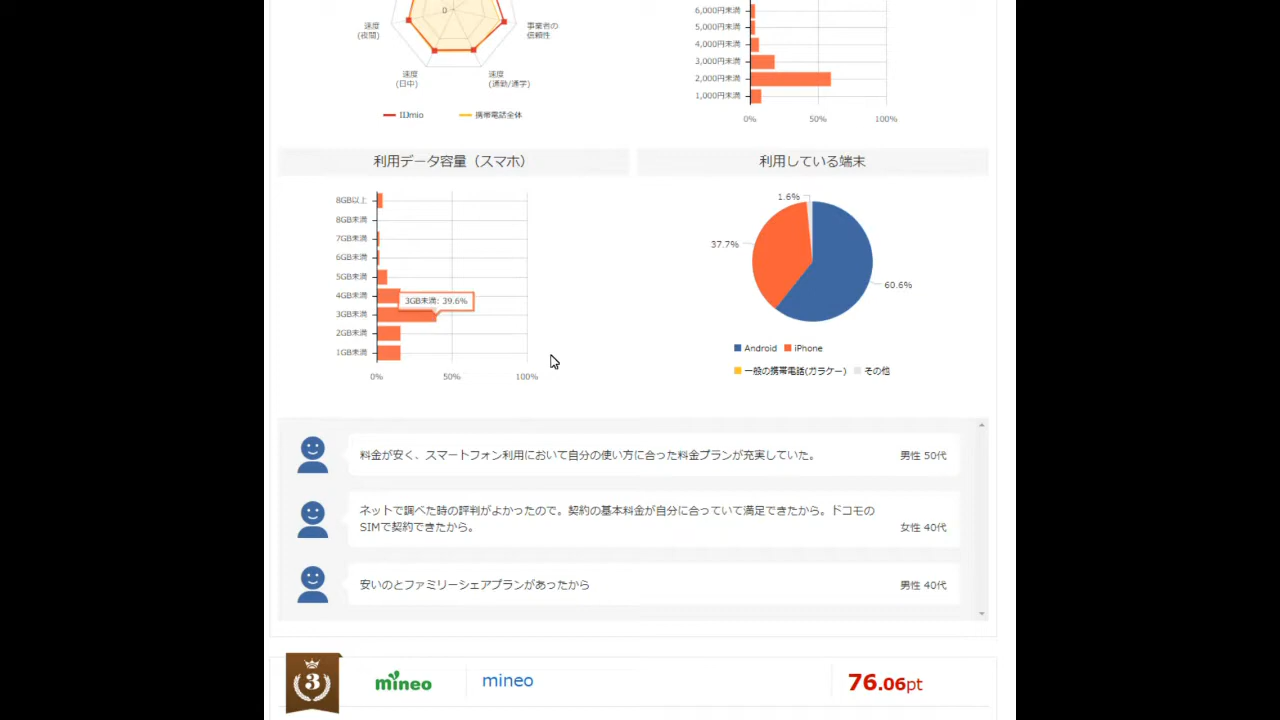 0
速度
(夜間)
事業者の
信頼性
速度
(日中)
速度
(通勤/通学)
IIJmio
携帯電話全体
6,000円未満
5,000円未満
4,000円未満
3,000円未満
2,000円未満
1,000円未満
0%
50%
100%
利用データ容量（スマホ）
8GB以上
8GB未満
7GB未満
6GB未満
5GB未満
4GB未満
3GB未満
2GB未満
1GB未満
3GB未満: 39.6%
0%
50%
100%
利用している端末
1.6%
37.7%
60.6%
Android
iPhone
一般の携帯電話(ガラケー)
その他
料金が安く、スマートフォン利用において自分の使い方に合った料金プランが充実していた。
男性 50代
ネットで調べた時の評判がよかったので。契約の基本料金が自分に合っていて満足できたから。ドコモの
SIMで契約できたから。
女性 40代
安いのとファミリーシェアプランがあったから
男性 40代
3
mineo
mineo
76.06pt